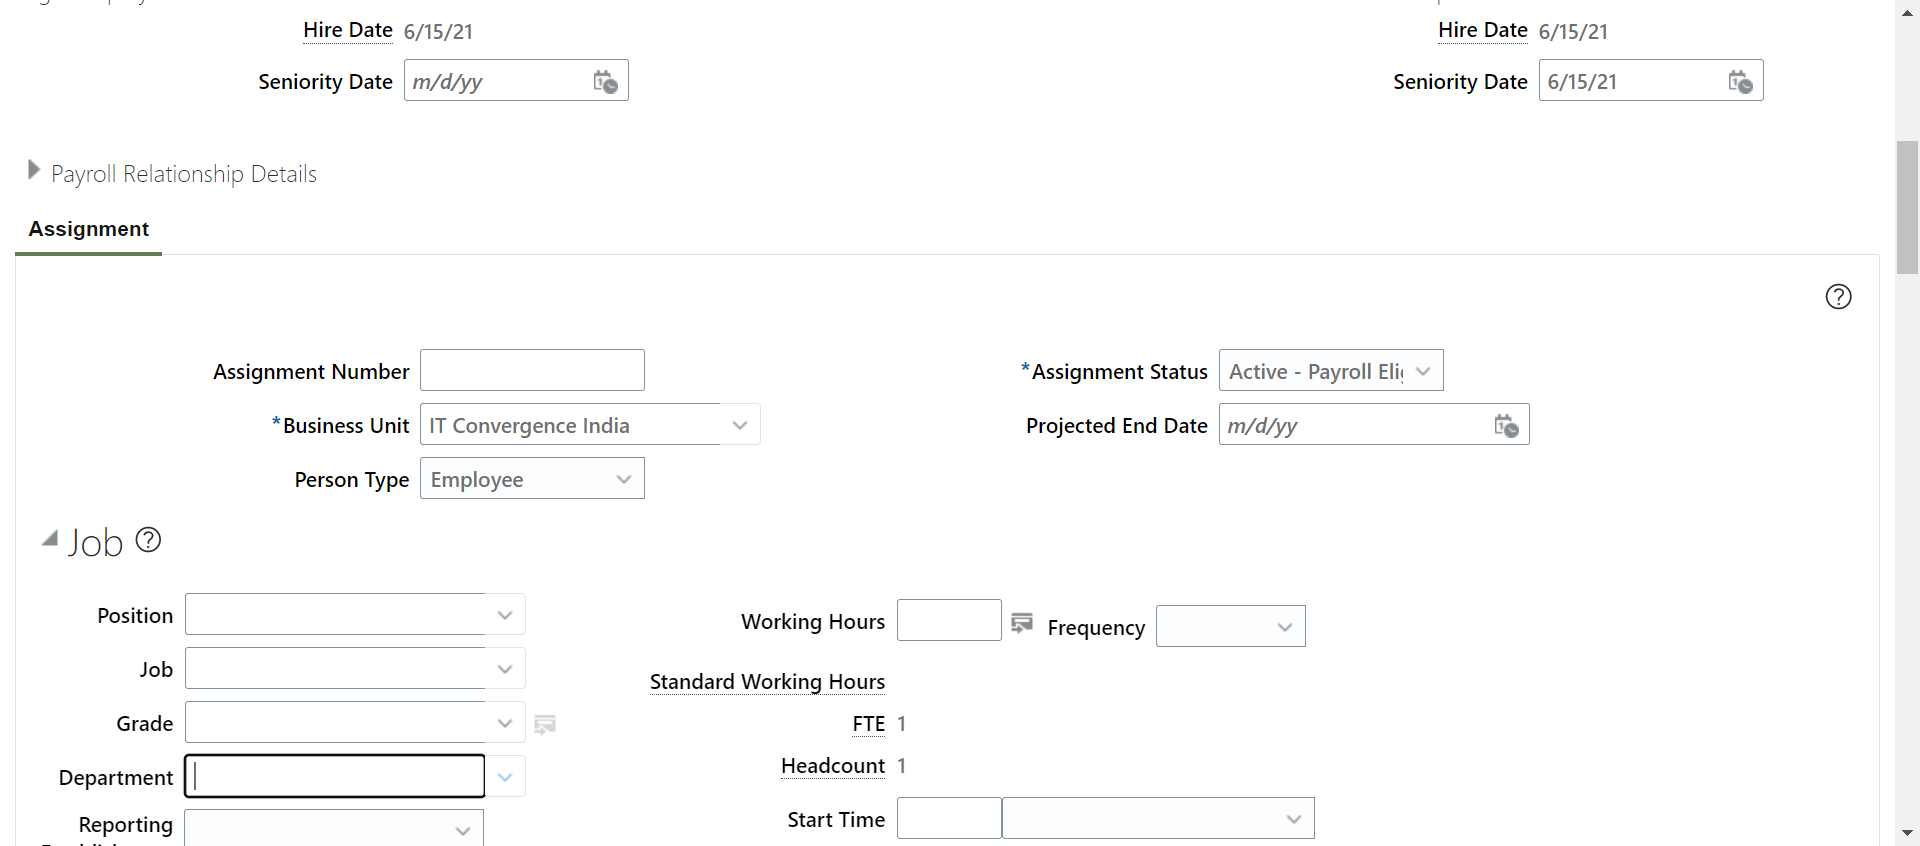 Hire Date 6/15/21 Hire Date 6/15/21
Seniority Date m/d/yy Seniority Date 6/15/21
Payroll Relationship Details
Assignment
Assignment Number *Assignment Status Active - Payroll Eli
*Business Unit IT Convergence India Projected End Date m/d/yy
Person Type Employee
Job
Position Working Hours Frequency
Job
Standard Working Hours
Grade FTE 1
Department Headcount 1
Reporting Start Time